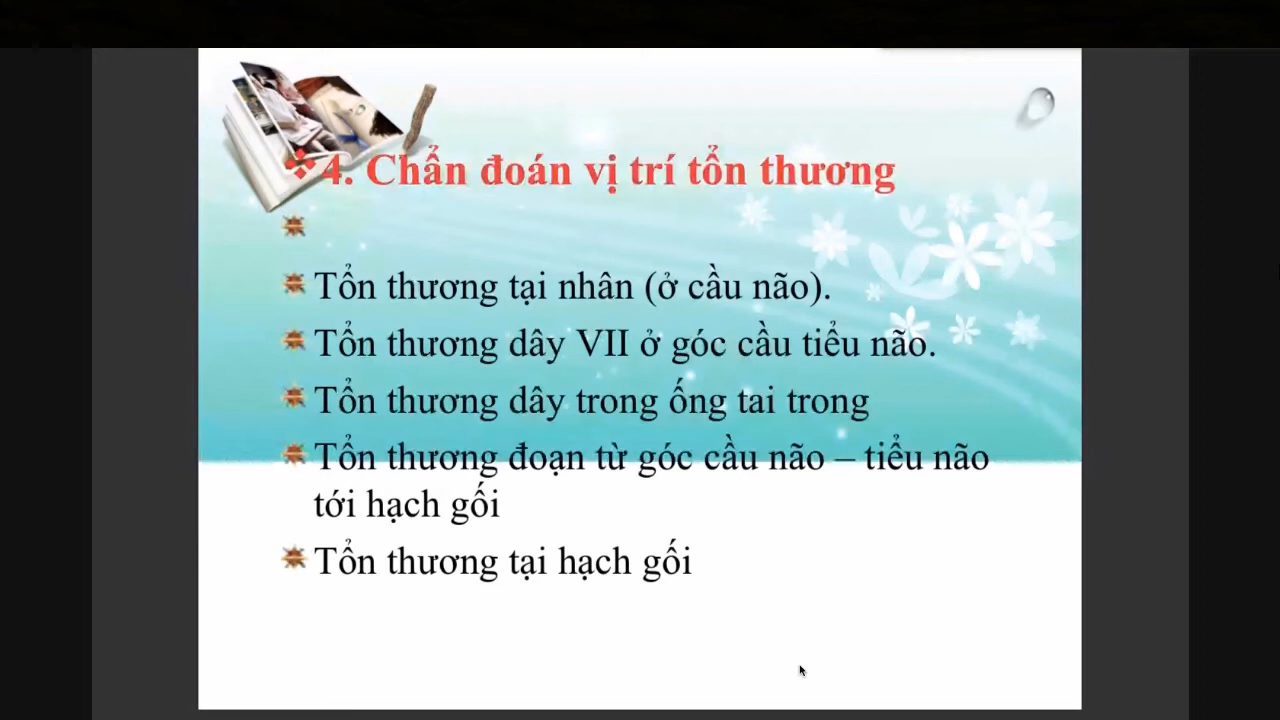 4. Chẩn đoán vị trí tổn thương
Tổn thương tại nhân (ở cầu não).
Tổn thương dây VII ở góc cầu tiểu não.
Tổn thương dây trong ống tai trong
Tổn thương đoạn từ góc cầu não – tiểu não
tới hạch gối
Tổn thương tại hạch gối